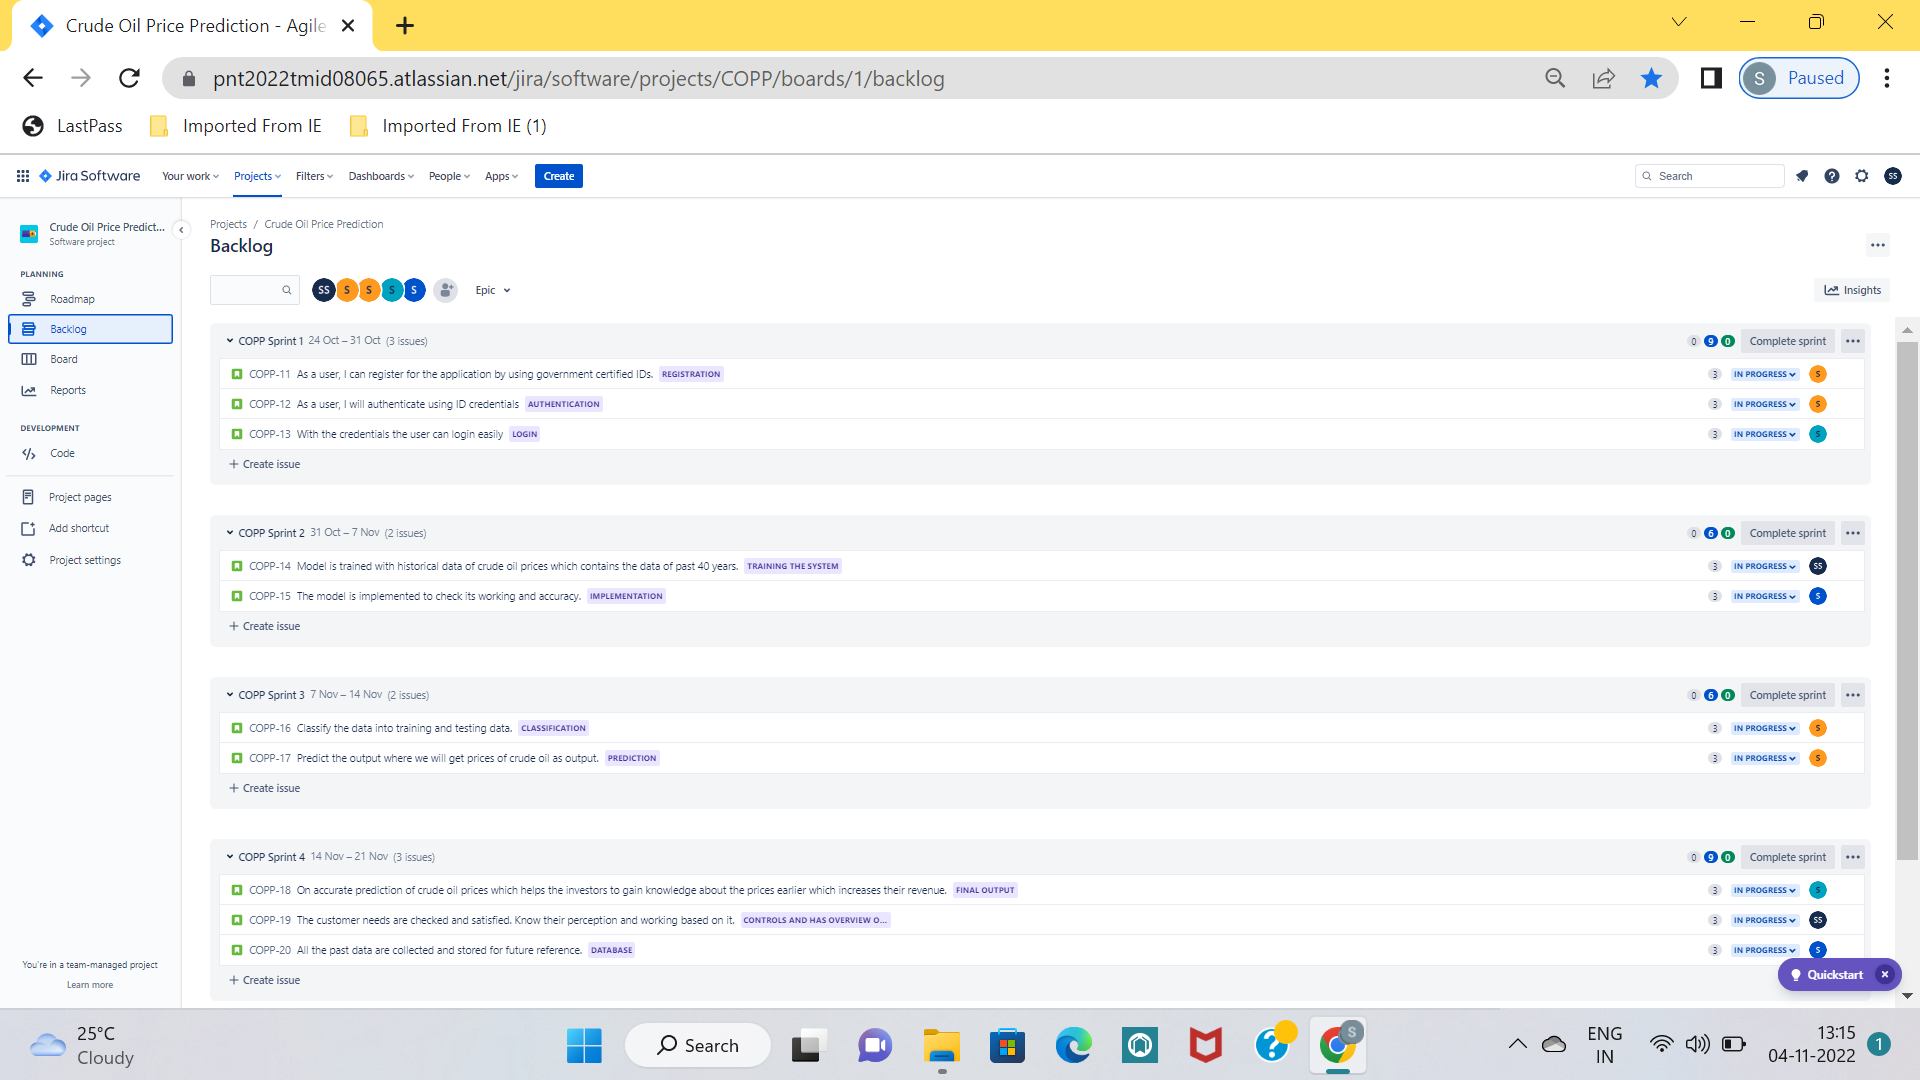 Crude Oil Price Prediction - Agile
pnt2022tmid08065.atlassian.net/jira/software/projects/COPP/boards/1/backlog
S Paused
LastPass Imported From IE Imported From IE (1)
Jira Software Your work Projects Filters Dashboards People Apps Create Search SS
Crude Oil Price Predict...
Software project
PLANNING
Roadmap
Backlog
Board
Reports
DEVELOPMENT
Code
Project pages
Add shortcut
Project settings
You're in a team-managed project
Learn more
Projects / Crude Oil Price Prediction
Backlog
SS S S S S Epic Insights
COPP Sprint 1 24 Oct – 31 Oct (3 issues) 0 9 0 Complete sprint
COPP-11 As a user, I can register for the application by using government certified IDs. REGISTRATION 3 IN PROGRESS S
COPP-12 As a user, I will authenticate using ID credentials AUTHENTICATION 3 IN PROGRESS S
COPP-13 With the credentials the user can login easily LOGIN 3 IN PROGRESS S
+ Create issue
COPP Sprint 2 31 Oct – 7 Nov (2 issues) 0 6 0 Complete sprint
COPP-14 Model is trained with historical data of crude oil prices which contains the data of past 40 years. TRAINING THE SYSTEM 3 IN PROGRESS SS
COPP-15 The model is implemented to check its working and accuracy. IMPLEMENTATION 3 IN PROGRESS S
+ Create issue
COPP Sprint 3 7 Nov – 14 Nov (2 issues) 0 6 0 Complete sprint
COPP-16 Classify the data into training and testing data. CLASSIFICATION 3 IN PROGRESS S
COPP-17 Predict the output where we will get prices of crude oil as output. PREDICTION 3 IN PROGRESS S
+ Create issue
COPP Sprint 4 14 Nov – 21 Nov (3 issues) 0 9 0 Complete sprint
COPP-18 On accurate prediction of crude oil prices which helps the investors to gain knowledge about the prices earlier which increases their revenue. FINAL OUTPUT 3 IN PROGRESS S
COPP-19 The customer needs are checked and satisfied. Know their perception and working based on it. CONTROLS AND HAS OVERVIEW O... 3 IN PROGRESS SS
COPP-20 All the past data are collected and stored for future reference. DATABASE 3 IN PROGRESS S
+ Create issue
Quickstart
25°C
Cloudy
Search
S
ENG
IN
13:15
04-11-2022
1